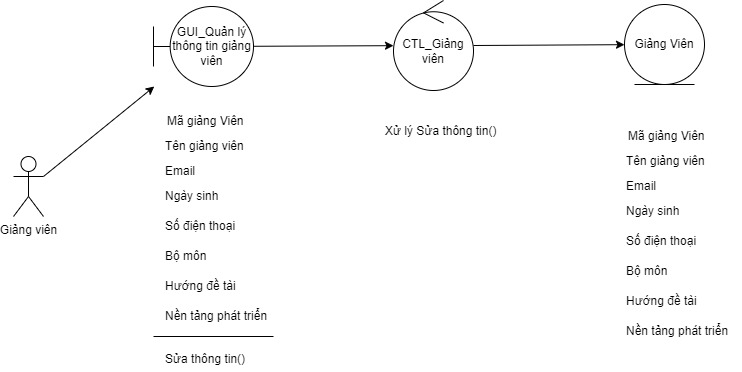 GUI_Quản lý
thông tin giảng
viên
CTL_Giảng
viên
Giảng Viên
Giảng viên
Mã giảng Viên
Tên giảng viên
Email
Ngày sinh
Số điện thoại
Bộ môn
Hướng đề tài
Nền tảng phát triển
Sửa thông tin()
Xử lý Sửa thông tin()
Mã giảng Viên
Tên giảng viên
Email
Ngày sinh
Số điện thoại
Bộ môn
Hướng đề tài
Nền tảng phát triển